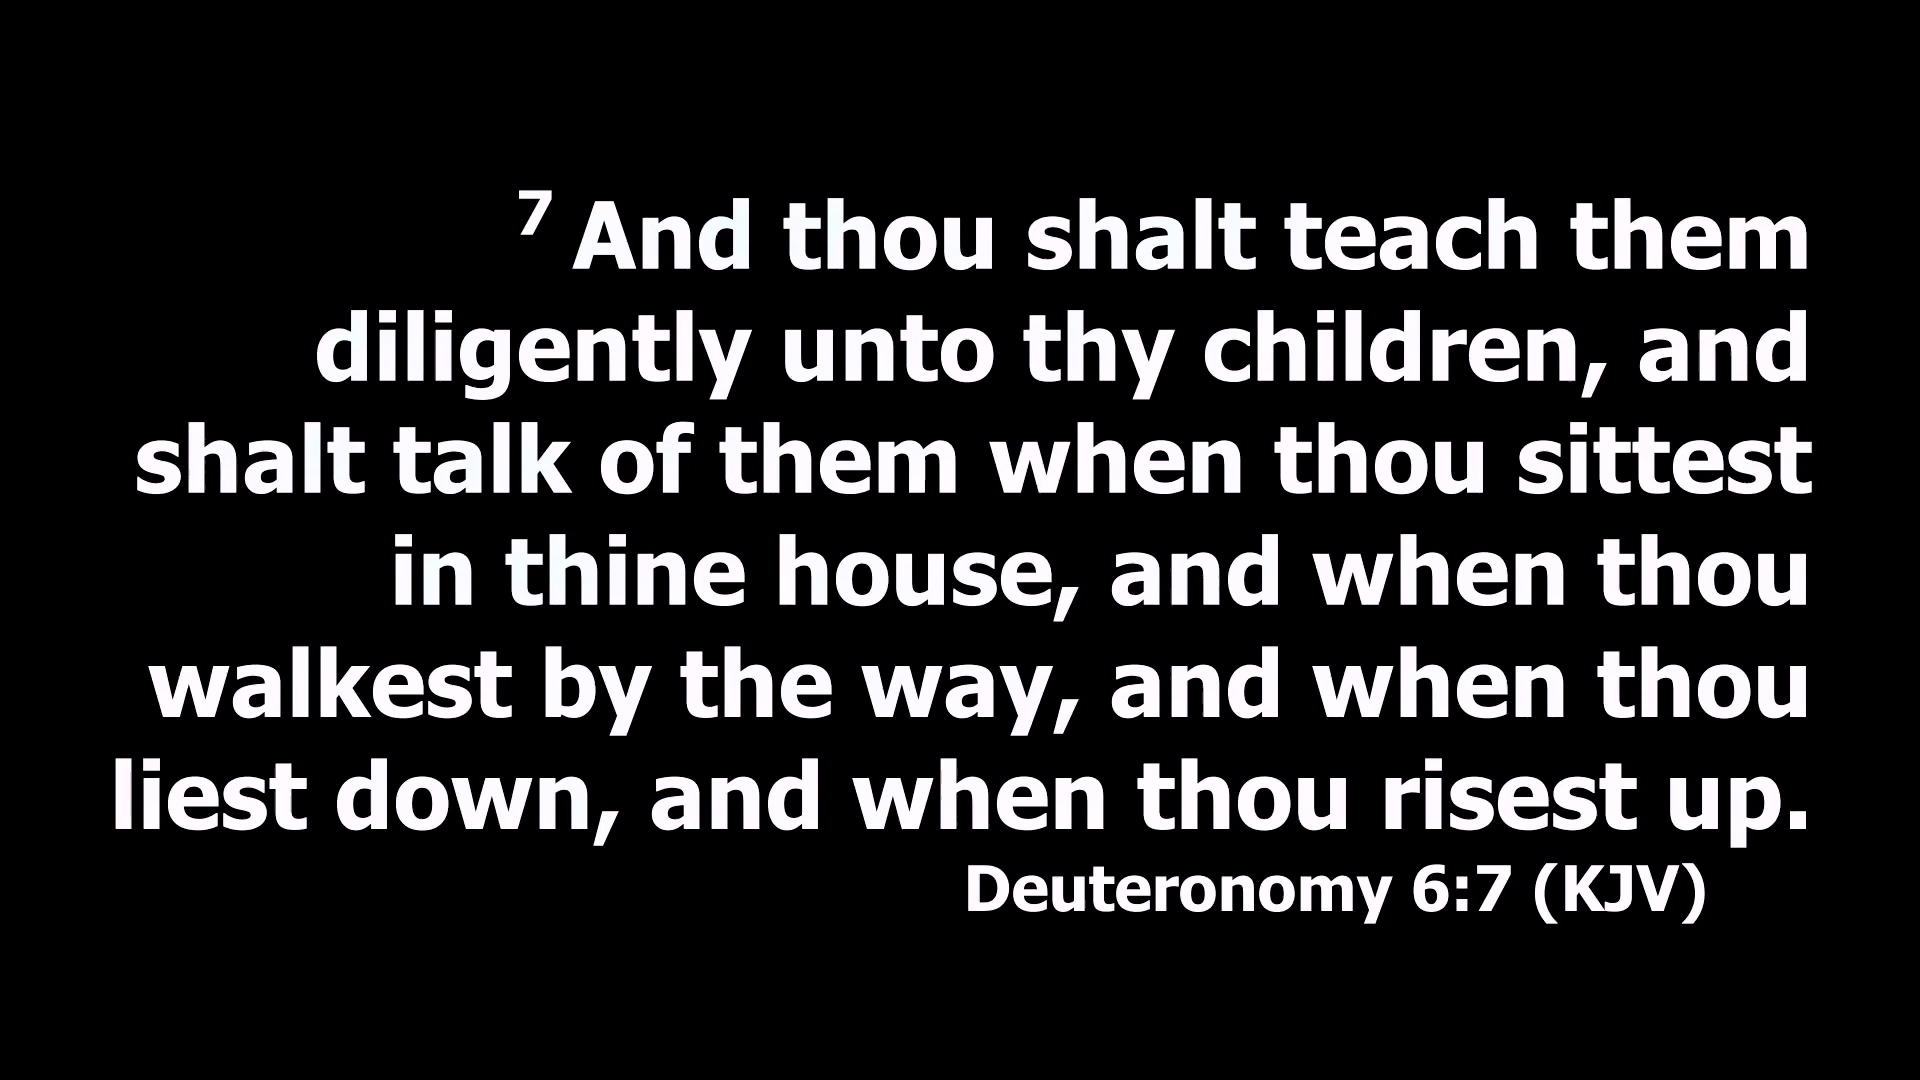 7 And thou shalt teach them
diligently unto thy children, and
shalt talk of them when thou sittest
in thine house, and when thou
walkest by the way, and when thou
liest down, and when thou risest up.
Deuteronomy 6:7 (KJV)